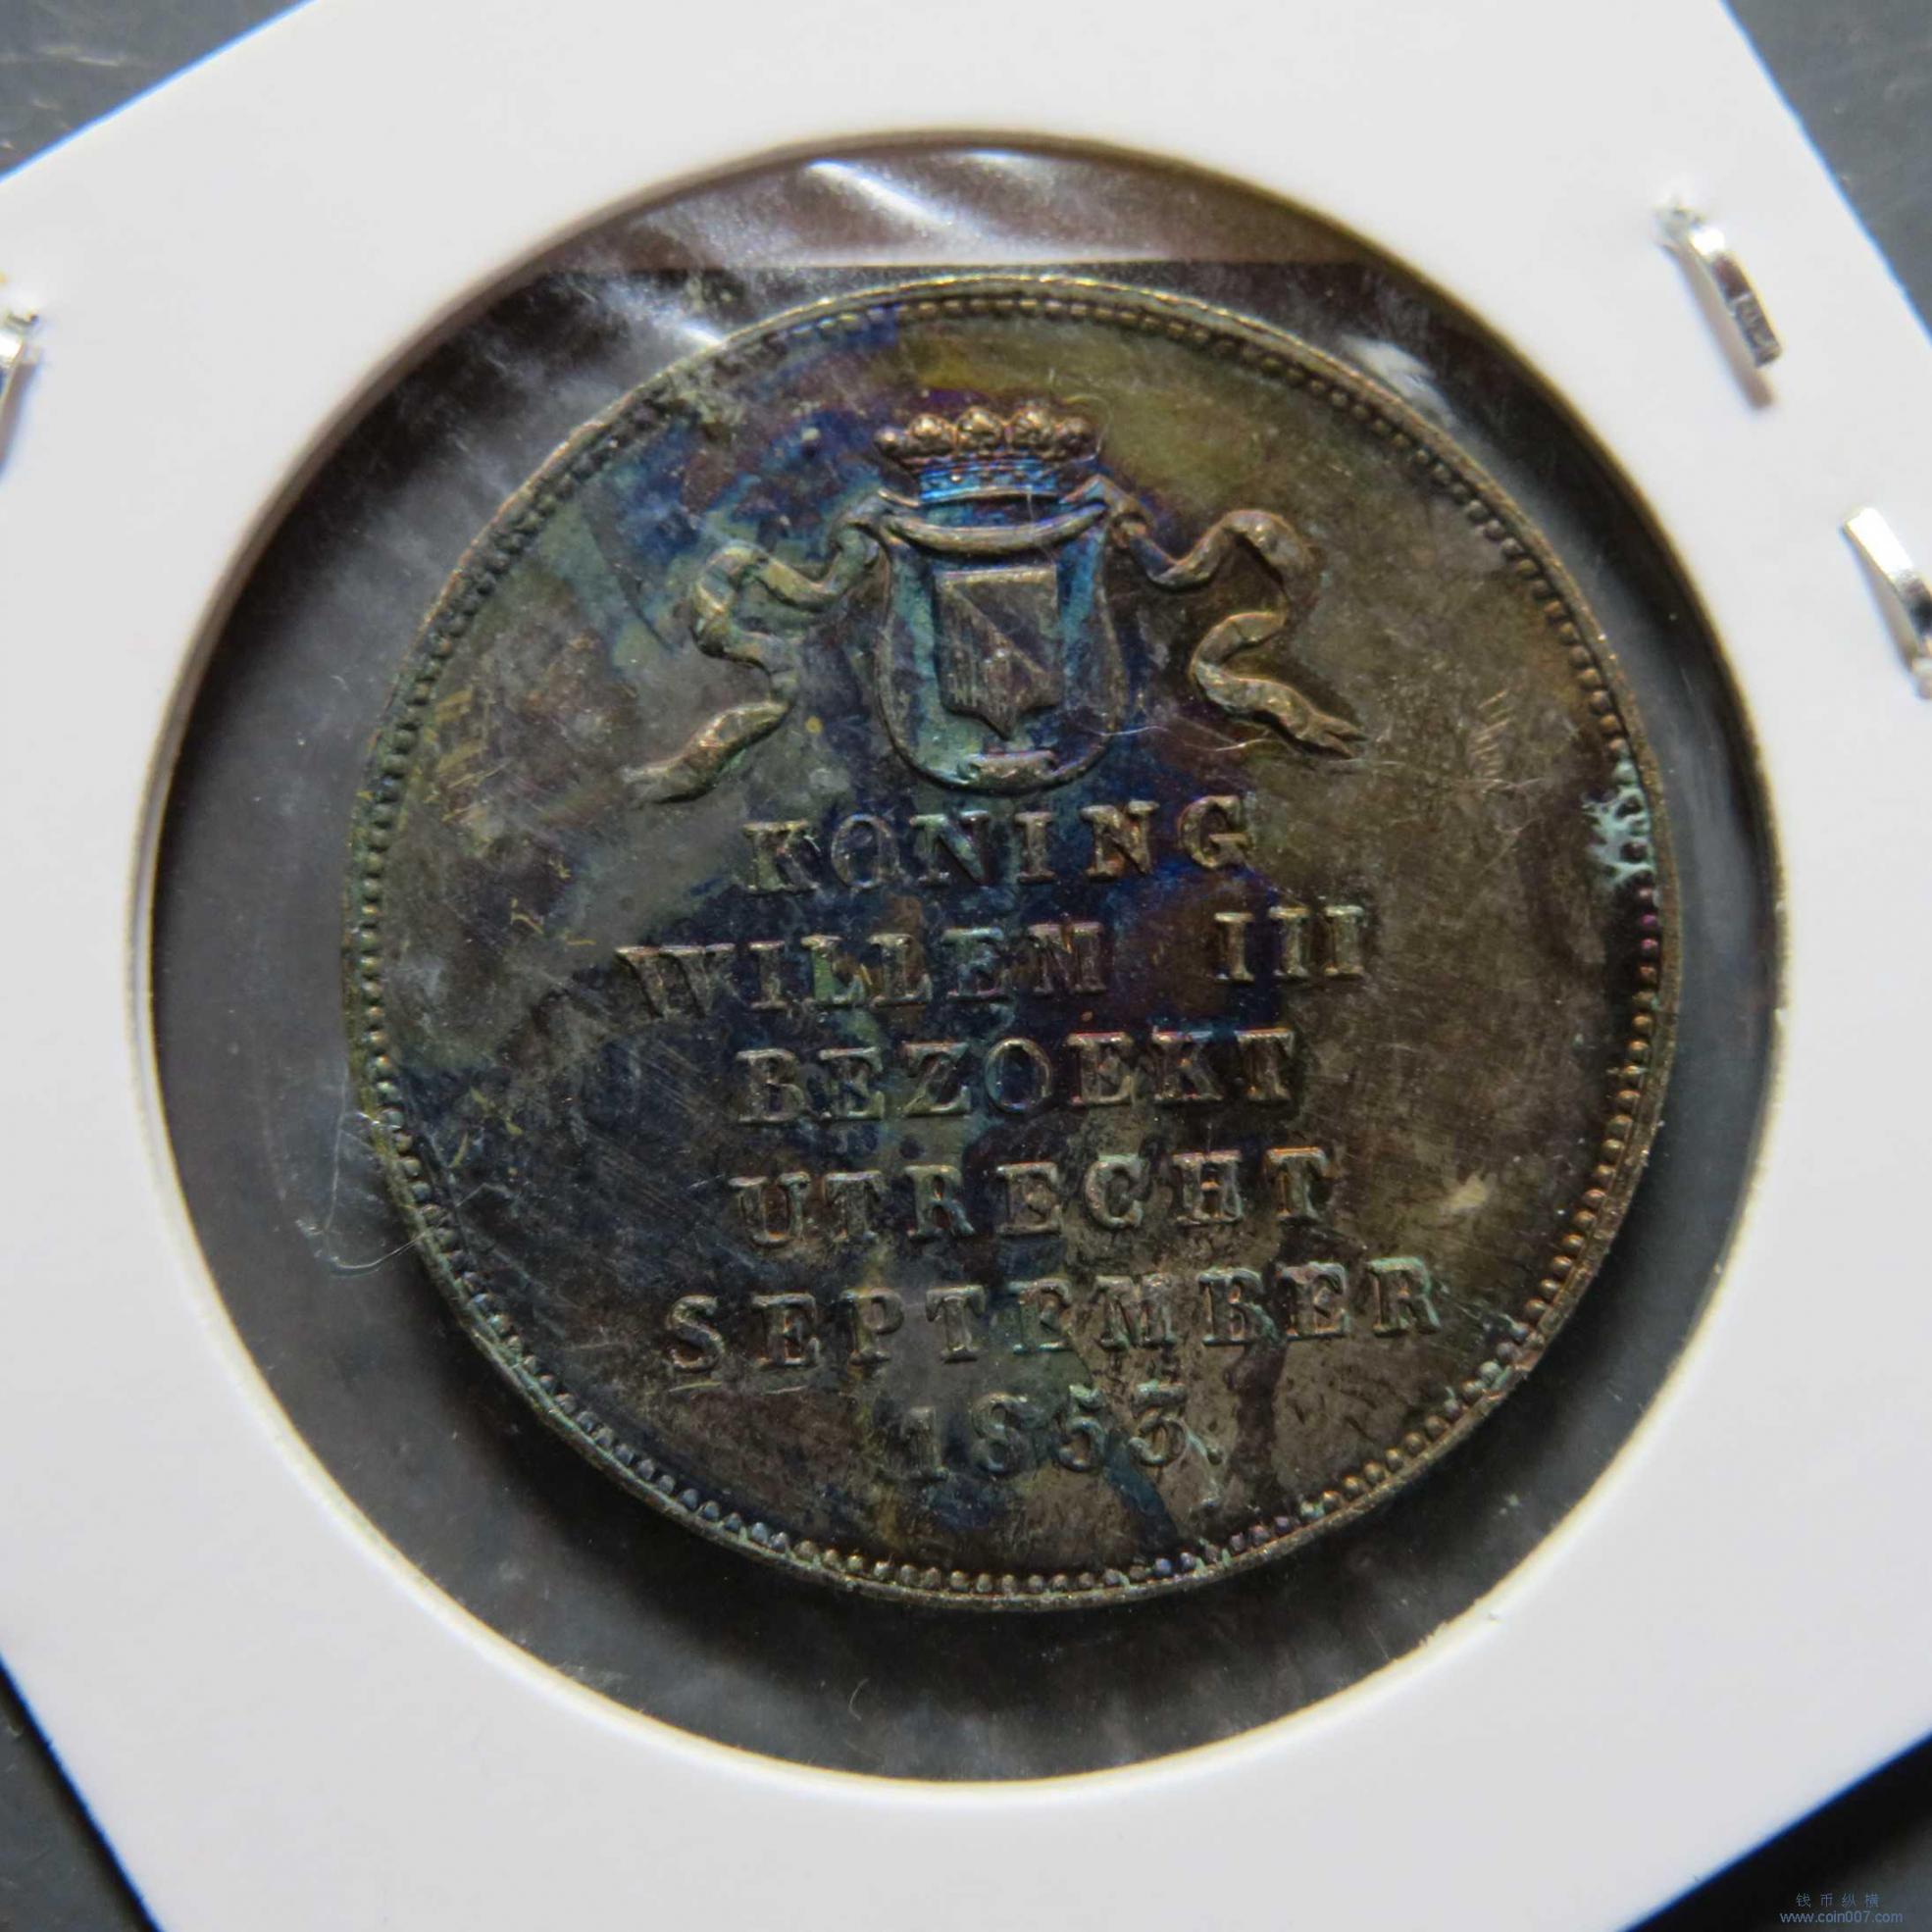 KONING
WILLEM III
BEZOEKT
UTRECHT
SEPTEMBER
1853.
钱币纵横
www.coin007.com